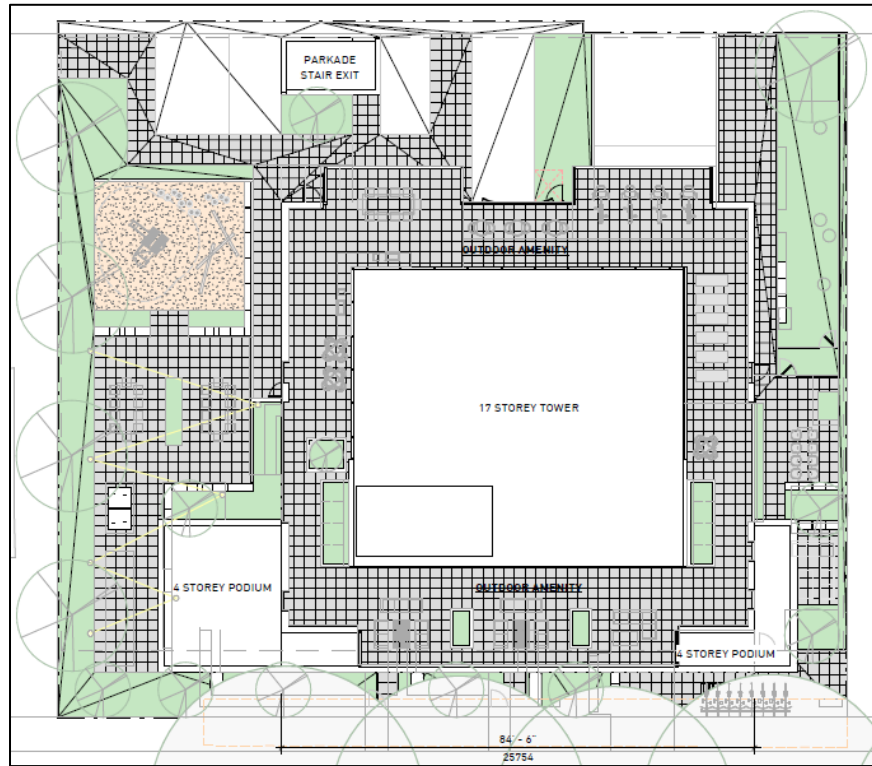 PARKADE
STAIR EXIT
OUTDOOR AMENITY
17 STOREY TOWER
OUTDOOR AMENITY
4 STOREY PODIUM
4 STOREY PODIUM
84' - 6"
25754